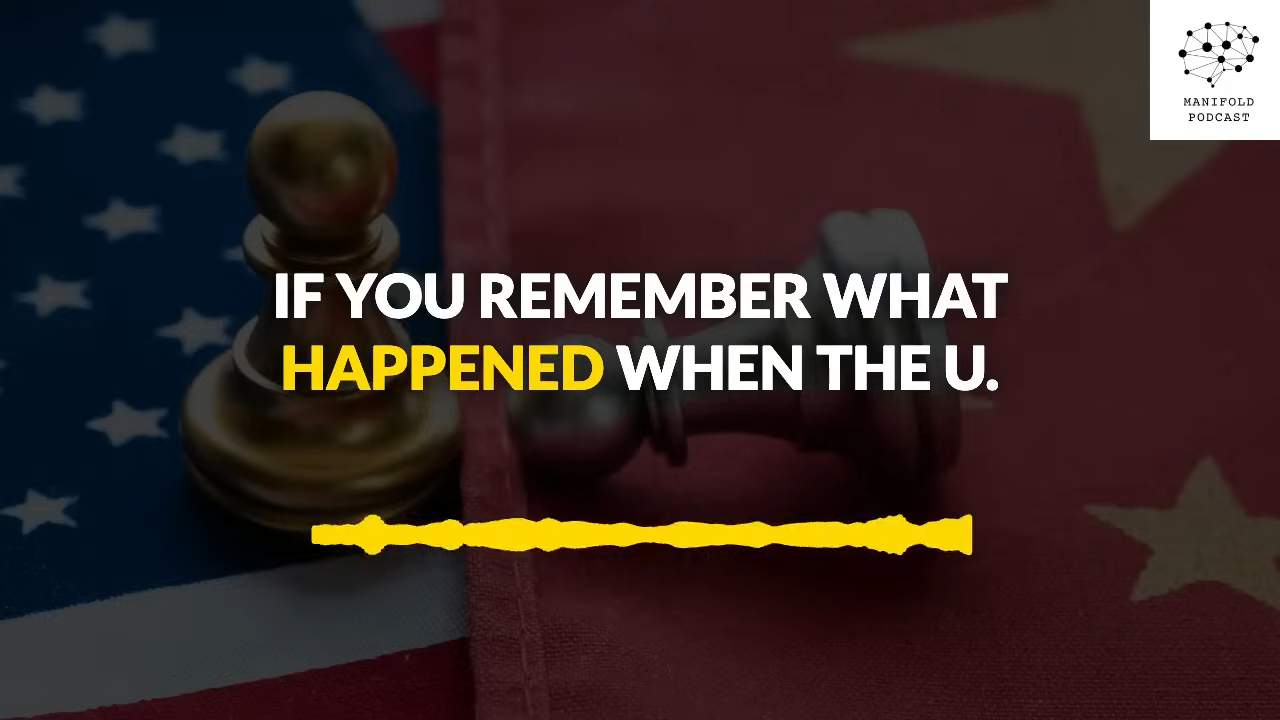 MANIFOLD
PODCAST
IF YOU REMEMBER WHAT
HAPPENED WHEN THE U.